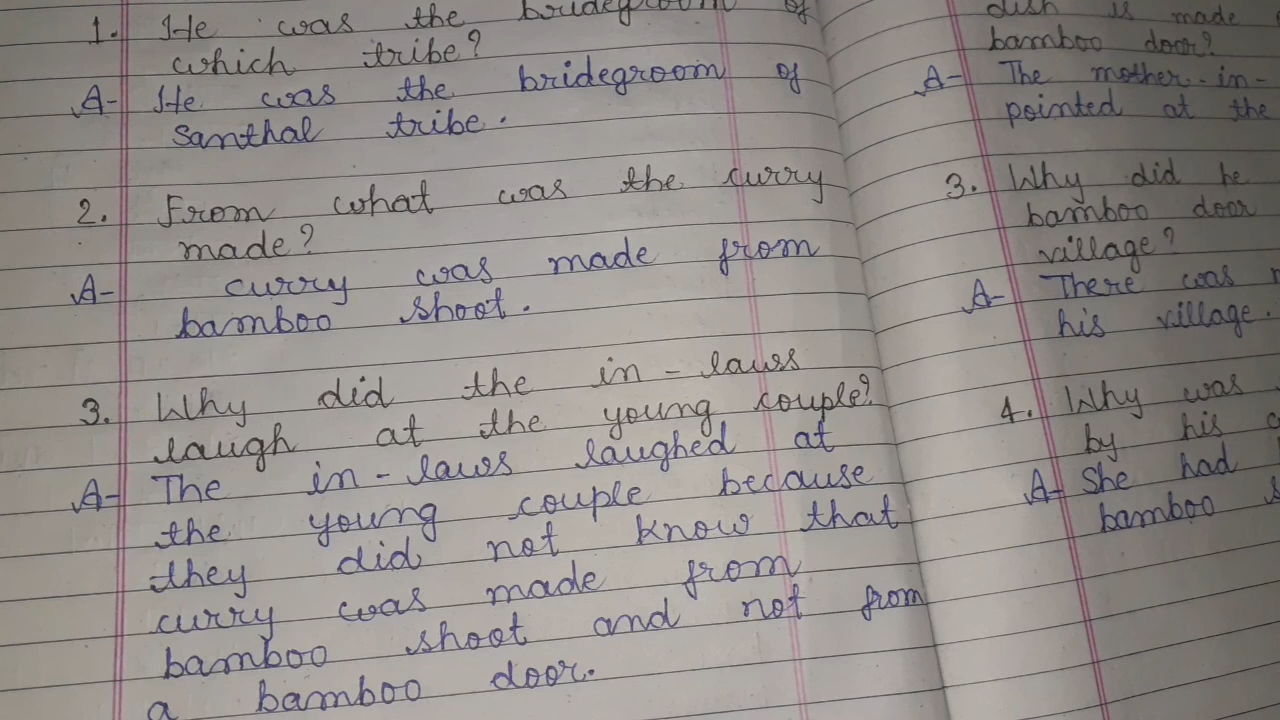 1. He was the bridegroom of
which tribe?
A- He was the bridegroom of
Santhal tribe.
2. From what was the curry
made?
A- curry was made from
bamboo shoot.
3. Why did the in-laws
laugh at the young couple?
A- The in-laws laughed at
the young couple because
they did not know that
curry was made from
bamboo shoot and not from
a bamboo door.
dish is made
bamboo door?
A- The mother-in-
pointed at the
3. Why did he
bamboo door
village?
A- There was
his village.
4. Why was
by his
A- She had
bamboo